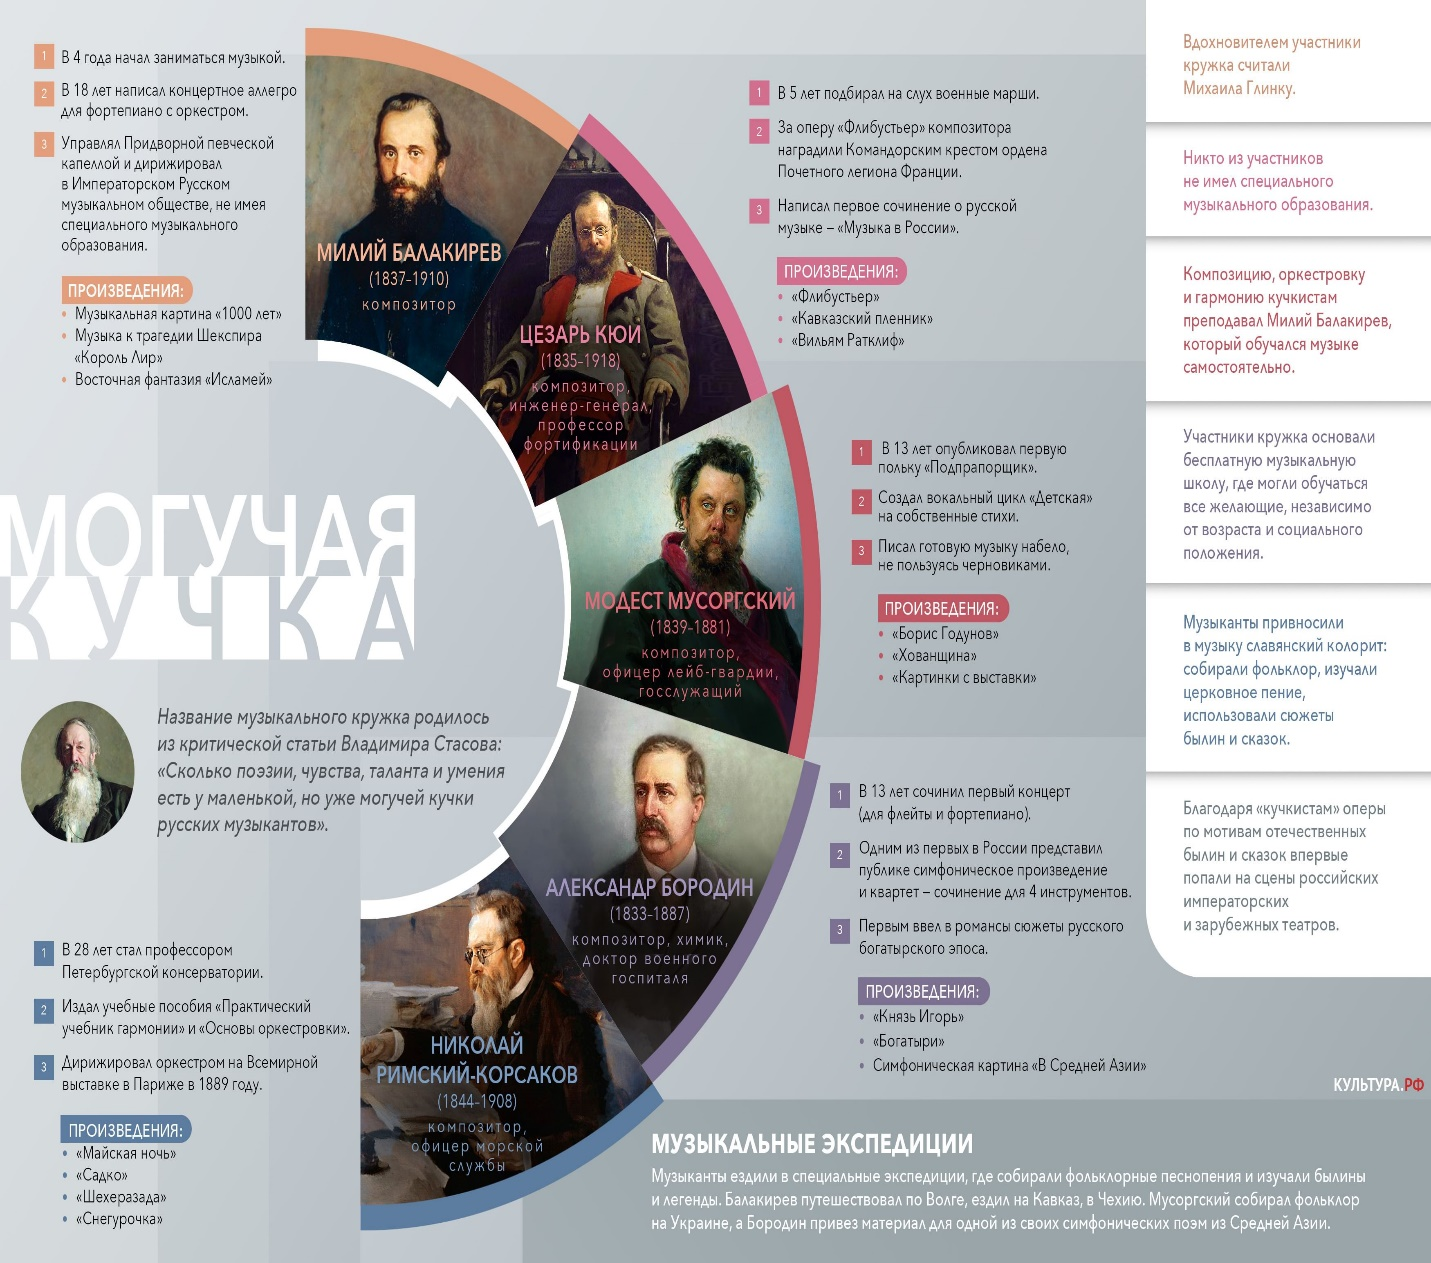 1 В 4 года начал заниматься музыкой.
2 В 18 лет написал концертное аллегро
для фортепиано с оркестром.
3 Управлял Придворной певческой
капеллой и дирижировал
в Императорском Русском
музыкальном обществе, не имея
специального музыкального
образования.
ПРОИЗВЕДЕНИЯ:
• Музыкальная картина «1000 лет»
• Музыка к трагедии Шекспира
«Король Лир»
• Восточная фантазия «Исламей»
МИЛИЙ БАЛАКИРЕВ
(1837-1910)
композитор
1 В 5 лет подбирал на слух военные марши.
2 За оперу «Флибустьер» композитора
наградили Командорским крестом ордена
Почетного легиона Франции.
3 Написал первое сочинение о русской
музыке – «Музыка в России».
ПРОИЗВЕДЕНИЯ:
• «Флибустьер»
• «Кавказский пленник»
• «Вильям Ратклиф»
ЦЕЗАРЬ КЮИ
(1835-1918)
композитор,
инженер-генерал,
профессор
фортификации
1 В 13 лет опубликовал первую
польку «Подпрапорщик».
2 Создал вокальный цикл «Детская»
на собственные стихи.
3 Писал готовую музыку набело,
не пользуясь черновиками.
ПРОИЗВЕДЕНИЯ:
• «Борис Годунов»
• «Хованщина»
• «Картинки с выставки»
МОДЕСТ МУСОРГСКИЙ
(1839-1881)
композитор,
офицер лейб-гвардии,
госслужащий
МОГУЧАЯ
КУЧКА
Название музыкального кружка родилось
из критической статьи Владимира Стасова:
«Сколько поэзии, чувства, таланта и умения
есть у маленькой, но уже могучей кучки
русских музыкантов».
1 В 13 лет сочинил первый концерт
(для флейты и фортепиано).
2 Одним из первых в России представил
публике симфоническое произведение
и квартет – сочинение для 4 инструментов.
3 Первым ввел в романсы сюжеты русского
богатырского эпоса.
ПРОИЗВЕДЕНИЯ:
• «Князь Игорь»
• «Богатыри»
• Симфоническая картина «В Средней Азии»
АЛЕКСАНДР БОРОДИН
(1833-1887)
композитор, химик,
доктор военного
госпиталя
1 В 28 лет стал профессором
Петербургской консерватории.
2 Издал учебные пособия «Практический
учебник гармонии» и «Основы оркестровки».
3 Дирижировал оркестром на Всемирной
выставке в Париже в 1889 году.
ПРОИЗВЕДЕНИЯ:
• «Майская ночь»
• «Садко»
• «Шехеразада»
• «Снегурочка»
НИКОЛАЙ
РИМСКИЙ-КОРСАКОВ
(1844-1908)
композитор,
офицер морской
службы
Вдохновителем участники
кружка считали
Михаила Глинку.
Никто из участников
не имел специального
музыкального образования.
Композицию, оркестровку
и гармонию кучкистам
преподавал Милий Балакирев,
который обучался музыке
самостоятельно.
Участники кружка основали
бесплатную музыкальную
школу, где могли обучаться
все желающие, независимо
от возраста и социального
положения.
Музыканты привносили
в музыку славянский колорит:
собирали фольклор, изучали
церковное пение,
использовали сюжеты
былин и сказок.
Благодаря «кучкистам» оперы
по мотивам отечественных
былин и сказок впервые
попали на сцены российских
императорских
и зарубежных театров.
КУЛЬТУРА.РФ
МУЗЫКАЛЬНЫЕ ЭКСПЕДИЦИИ
Музыканты ездили в специальные экспедиции, где собирали фольклорные песнопения и изучали былины
и легенды. Балакирев путешествовал по Волге, ездил на Кавказ, в Чехию. Мусоргский собирал фольклор
на Украине, а Бородин привез материал для одной из своих симфонических поэм из Средней Азии.